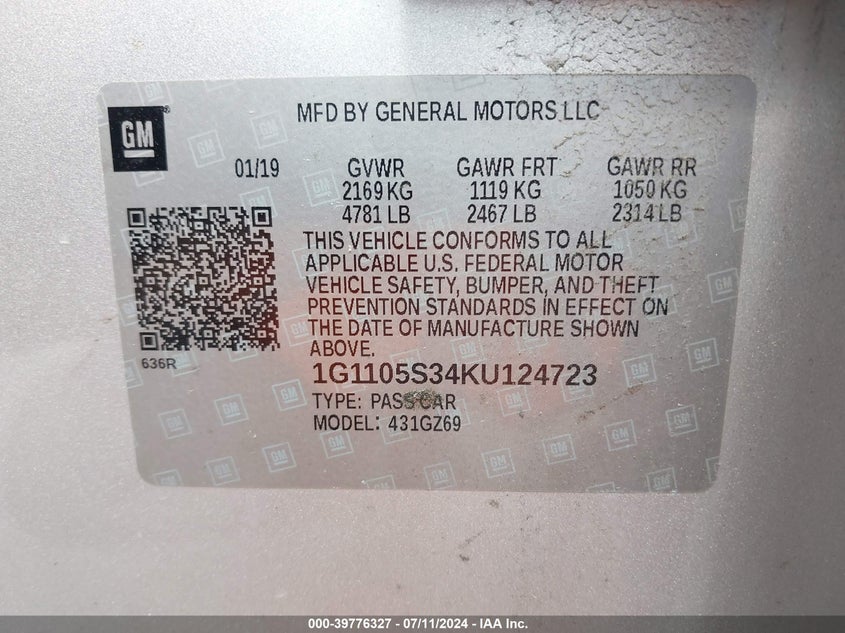 MFD BY GENERAL MOTORS LLC
GM
01/19 GVWR GAWR FRT GAWR RR
2169 KG 1119 KG 1050 KG
4781 LB 2467 LB 2314 LB
THIS VEHICLE CONFORMS TO ALL
APPLICABLE U.S. FEDERAL MOTOR
VEHICLE SAFETY, BUMPER, AND THEFT
PREVENTION STANDARDS IN EFFECT ON
THE DATE OF MANUFACTURE SHOWN
ABOVE.
636R
1G1105S34KU124723
TYPE: PASS CAR
MODEL: 431GZ69
000-39776327 - 07/11/2024 - IAA Inc.